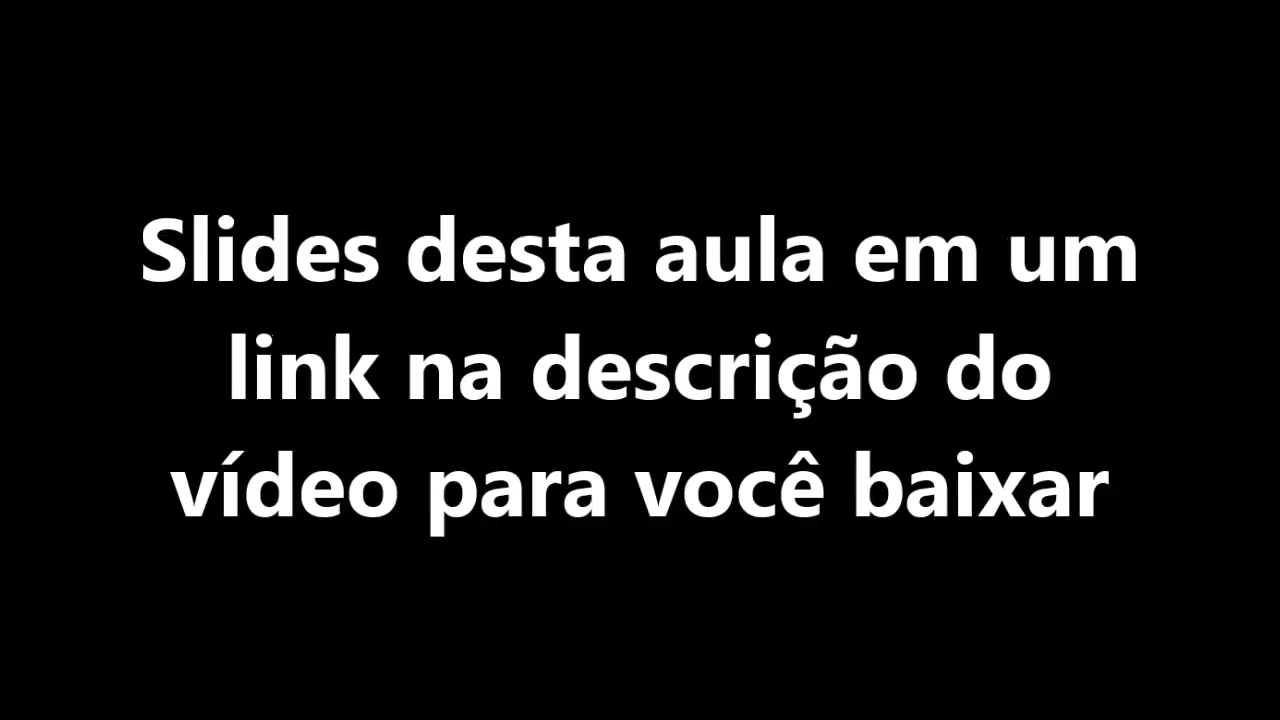 Slides desta aula em um
link na descrição do
vídeo para você baixar